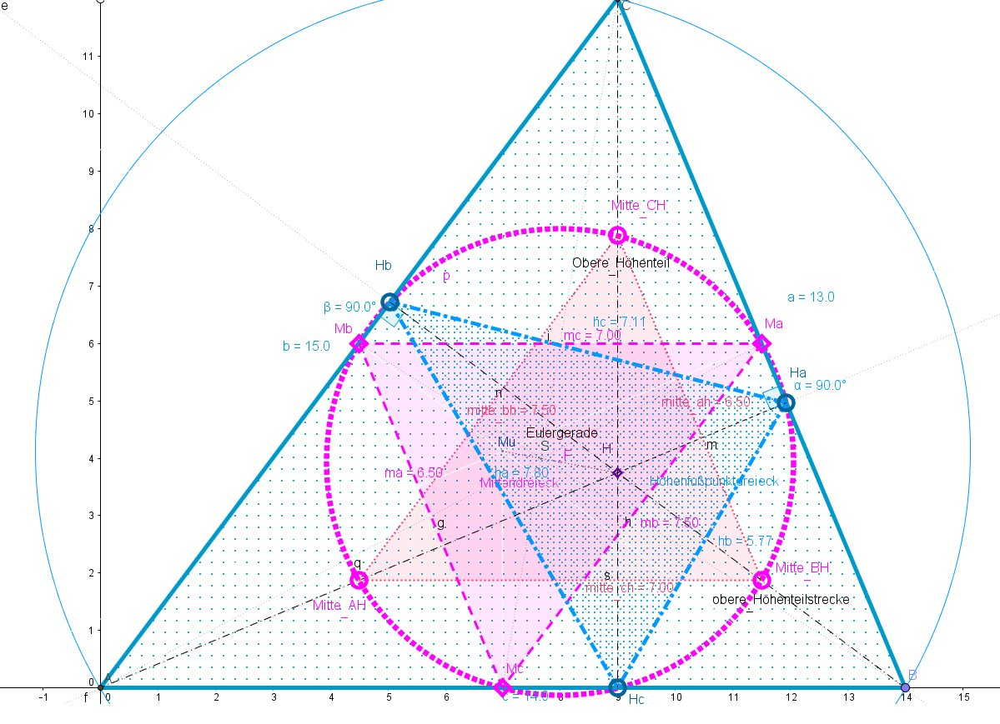 e
C
11
10
9
Mitte_CH
8
Obere_Höhenteil
Hb
p
7
a = 13.0
β = 90.0°
hc = 7.11
Mb
mc = 7.00
Ma
b = 15.0
6
Ha
α = 90.0°
n
mitte_ah = 6.50
mitte_bh = 7.50
5
Eulergerade
Mu
S
F
H
m
4
ma = 6.50
ha = 7.80
Mittendreieck
Höhenfußpunktdreieck
3
g
h
mb = 7.50
hb = 5.77
q
s
Mitte_BH
2
mitte_ch = 7.00
Mitte_AH
obere_Höhenteilstrecke
1
Mc
B
0
A
c = 14.0
Hc
-1
f
0
1
2
3
4
5
6
10
11
12
13
14
15